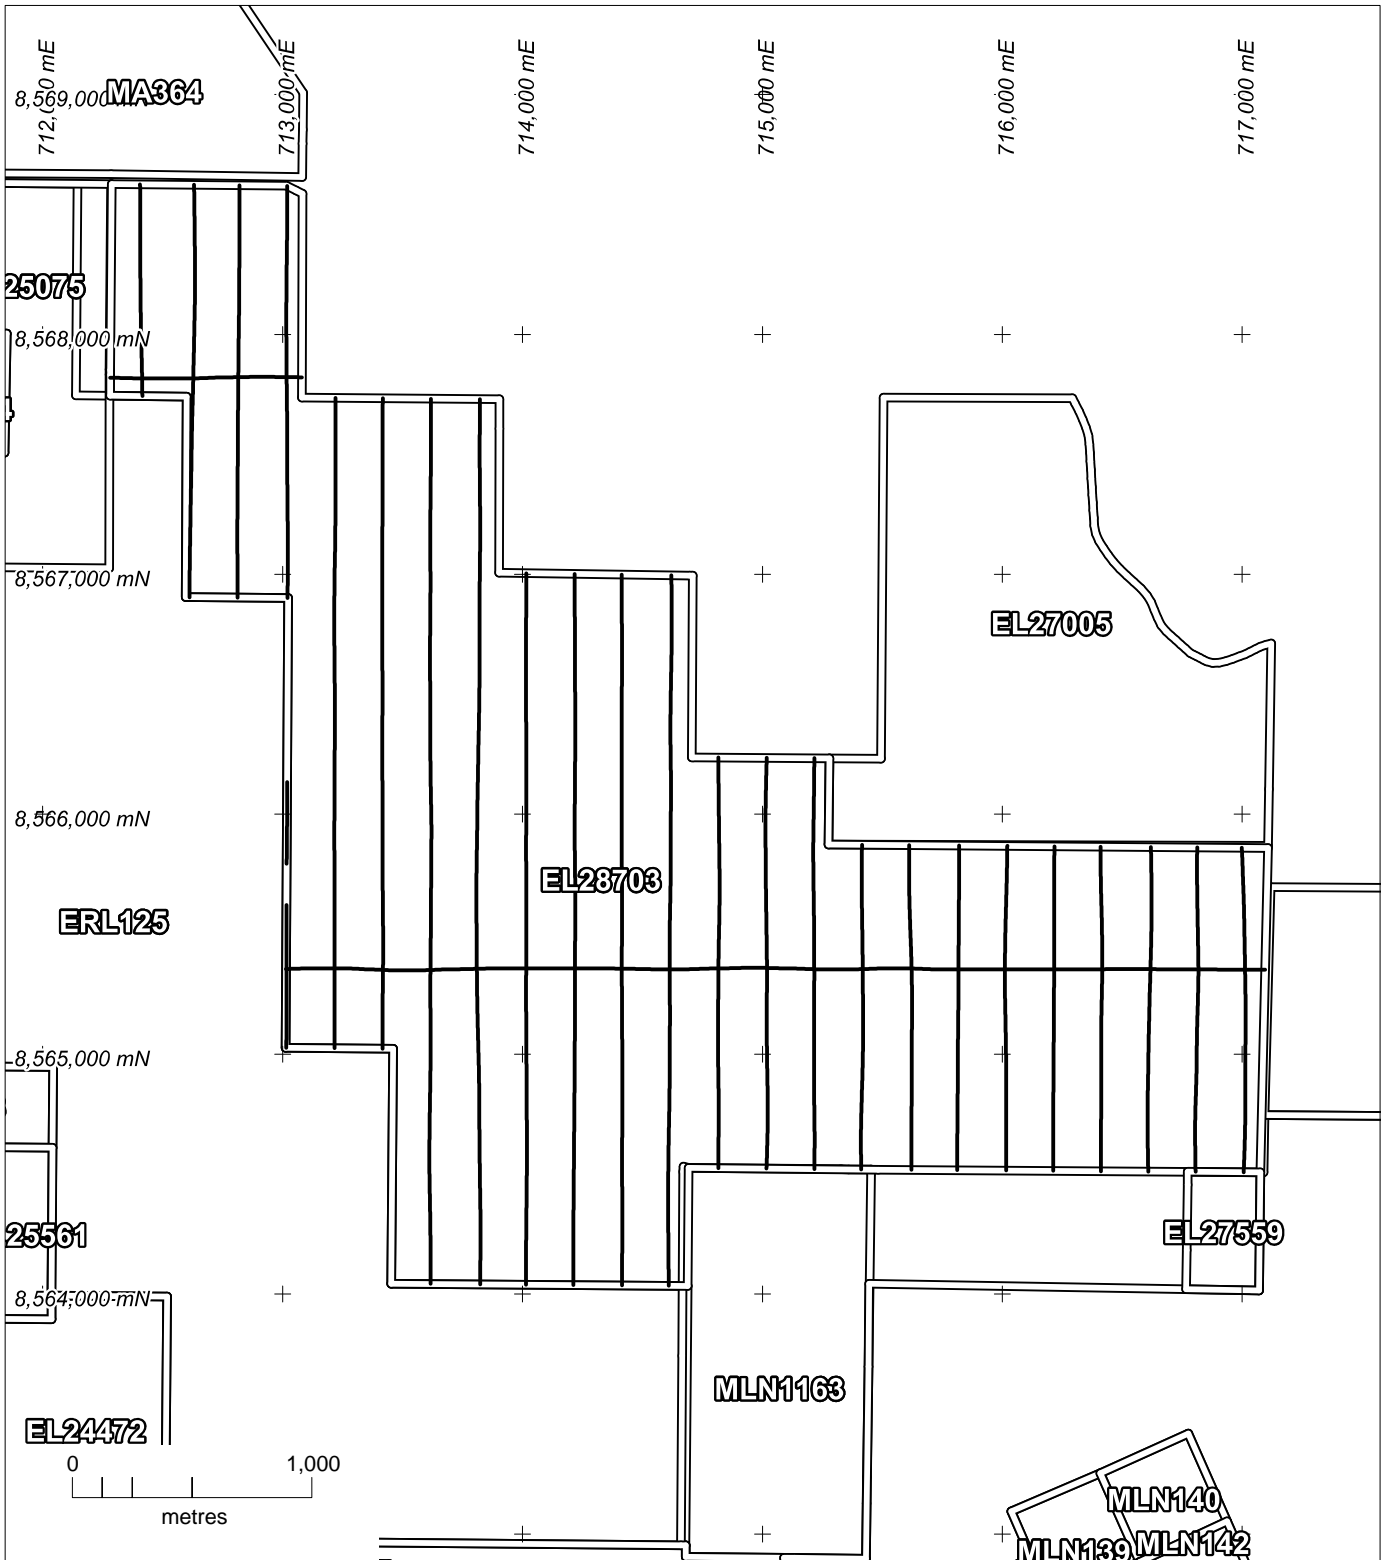 712,000 mE
713,000 mE
714,000 mE
715,000 mE
716,000 mE
717,000 mE
8,569,000 mN
MA364
25075
8,568,000 mN
8,567,000 mN
EL27005
8,566,000 mN
EL28703
ERL125
8,565,000 mN
25561
EL27559
8,564,000 mN
MLN1163
EL24472
0 1,000
metres
MLN140
MLN139
MLN142